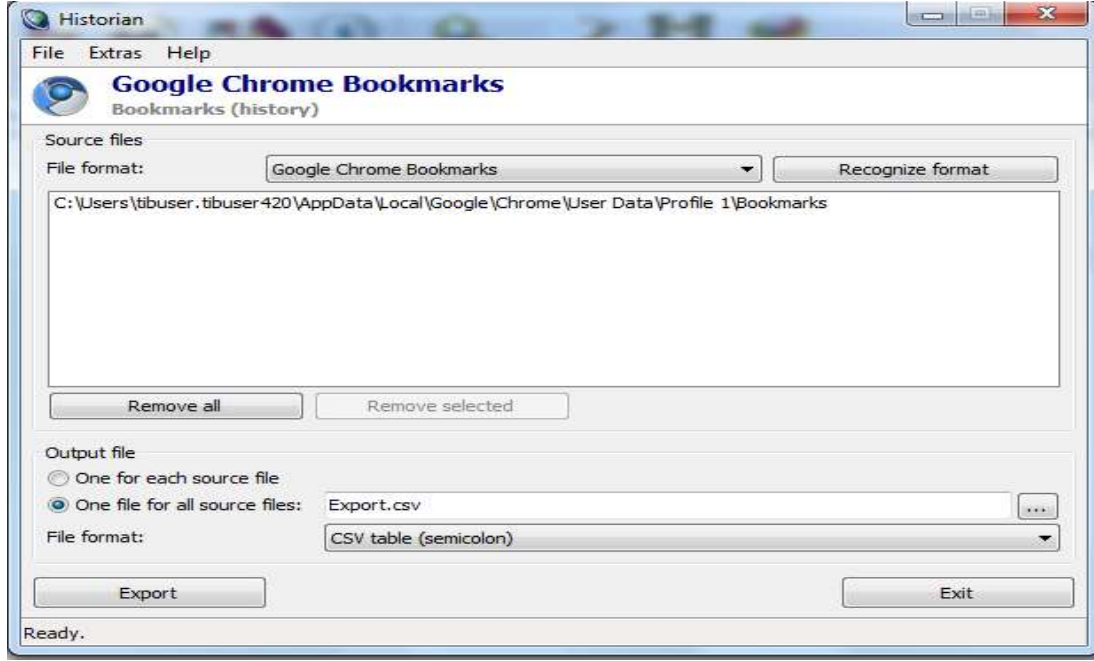 Historian
File Extras Help
Google Chrome Bookmarks
Bookmarks (history)
Source files
File format: Google Chrome Bookmarks Recognize format
C:\Users\tibuser.tibuser420\AppData\Local\Google\Chrome\User Data\Profile 1\Bookmarks
Remove all Remove selected
Output file
One for each source file
One file for all source files: Export.csv ...
File format: CSV table (semicolon)
Export Exit
Ready.